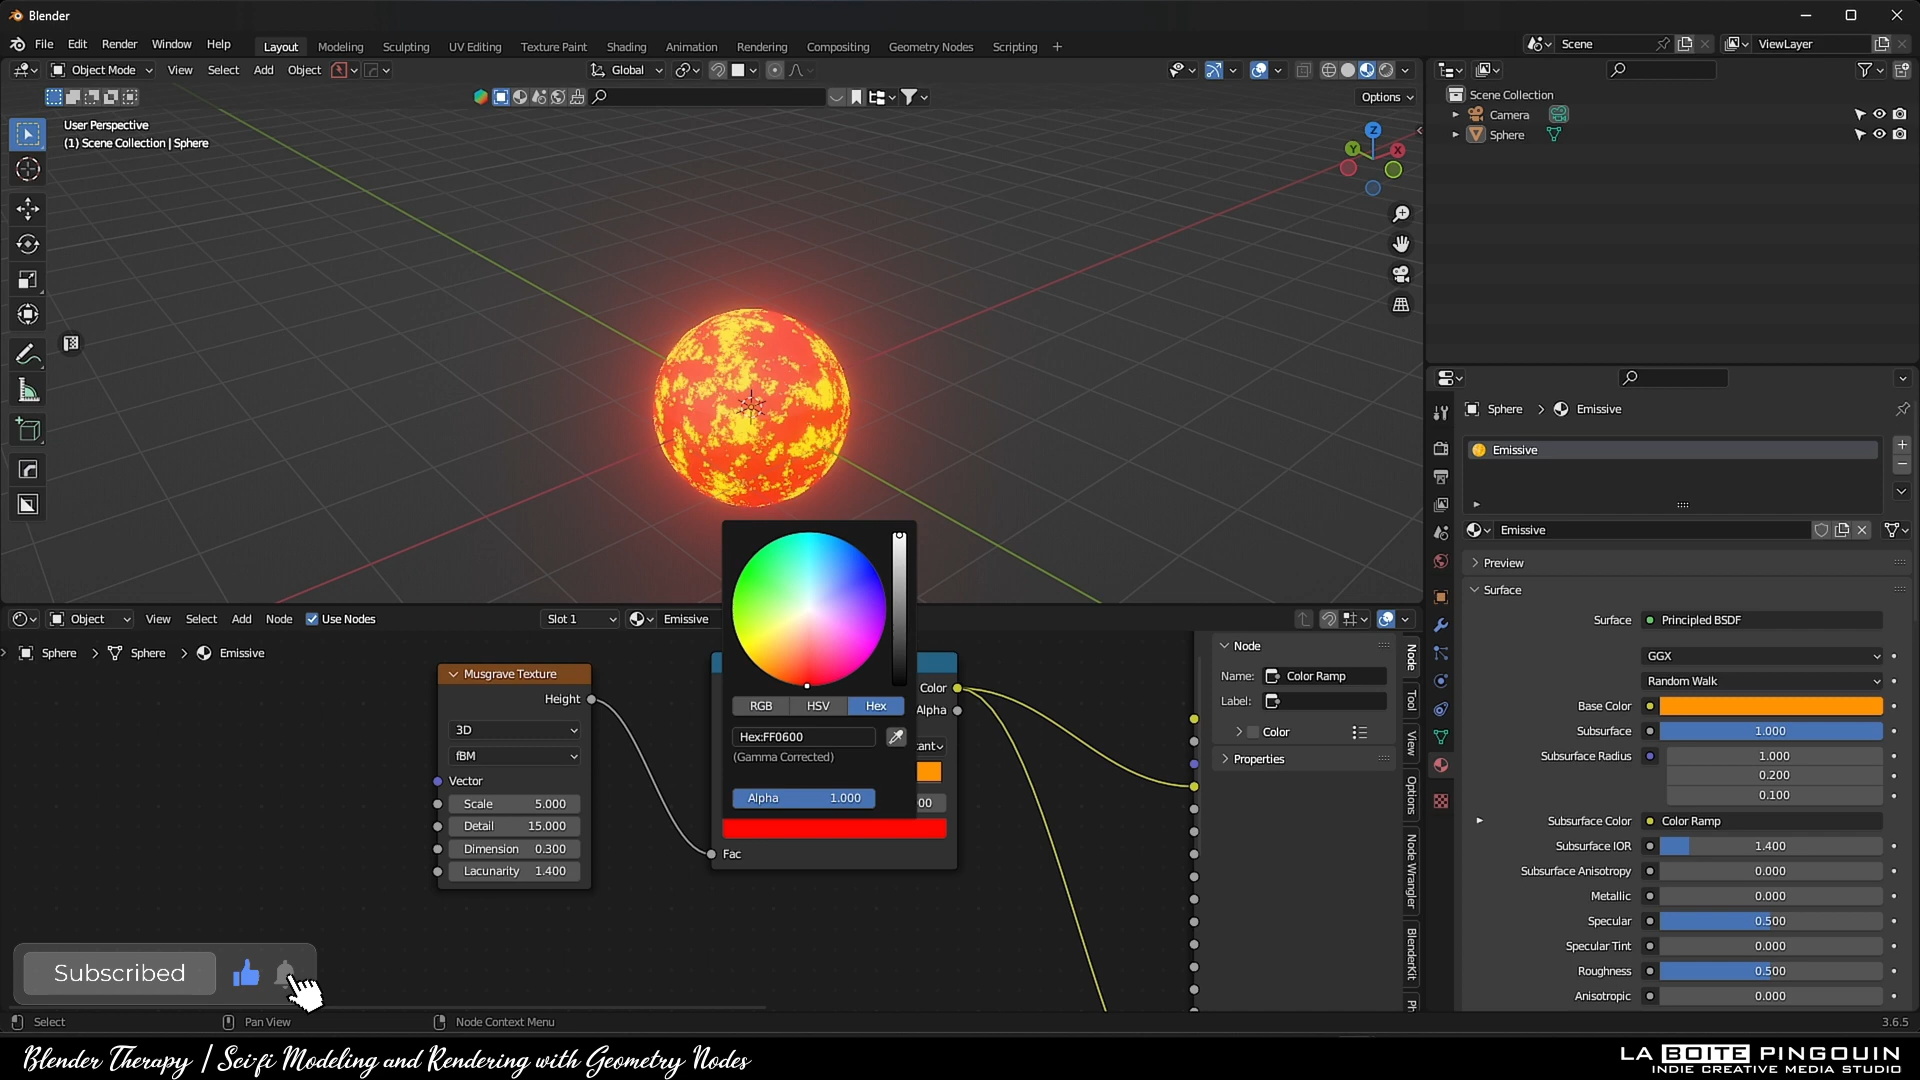 Blender
File Edit Render Window Help
Layout Modeling Sculpting UV Editing Texture Paint Shading Animation Rendering Compositing Geometry Nodes Scripting +
Scene
ViewLayer
Object Mode View Select Add Object
Global
Options
User Perspective
(1) Scene Collection | Sphere
Z
Y
X
Scene Collection
Camera
Sphere
Sphere > Emissive
Emissive
Emissive
Preview
Surface
Surface Principled BSDF
GGX
Random Walk
Base Color
Subsurface 1.000
Subsurface Radius 1.000
0.200
0.100
Subsurface Color Color Ramp
Subsurface IOR 1.400
Subsurface Anisotropy 0.000
Metallic 0.000
Specular 0.500
Specular Tint 0.000
Roughness 0.500
Anisotropic 0.000
Object View Select Add Node Use Nodes
Slot 1
Emissive
Sphere > Sphere > Emissive
Musgrave Texture
Height
3D
fBM
Vector
Scale 5.000
Detail 15.000
Dimension 0.300
Lacunarity 1.400
RGB HSV Hex
Hex:FF0600
(Gamma Corrected)
Alpha 1.000
Color
Alpha
tant
00
Fac
Node
Name: Color Ramp
Label:
Color
Properties
Node
Tool
View
Options
Node Wrangler
BlenderKit
Subscribed
Select Pan View Node Context Menu
3.6.5
Blender Therapy | Sci-fi Modeling and Rendering with Geometry Nodes
LA BOITE PINGOUIN
INDIE CREATIVE MEDIA STUDIO